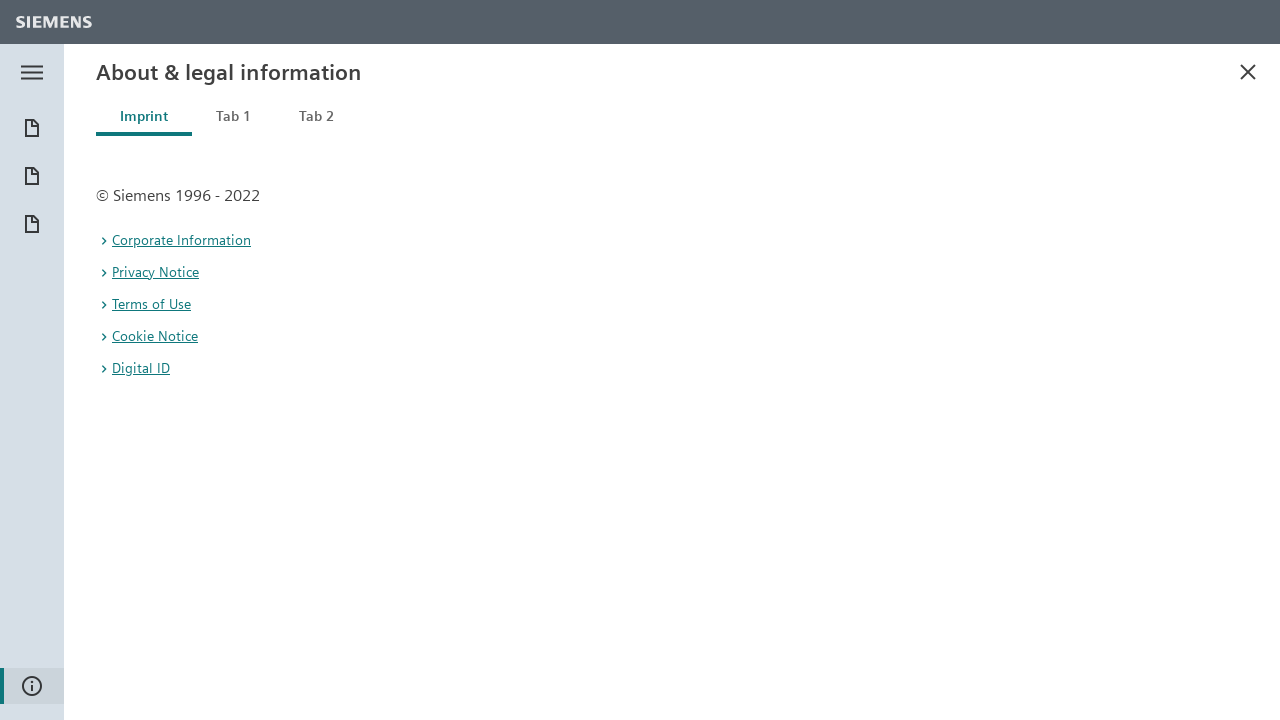 SIEMENS
About & legal information
Imprint Tab 1 Tab 2
© Siemens 1996 - 2022
Corporate Information
Privacy Notice
Terms of Use
Cookie Notice
Digital ID